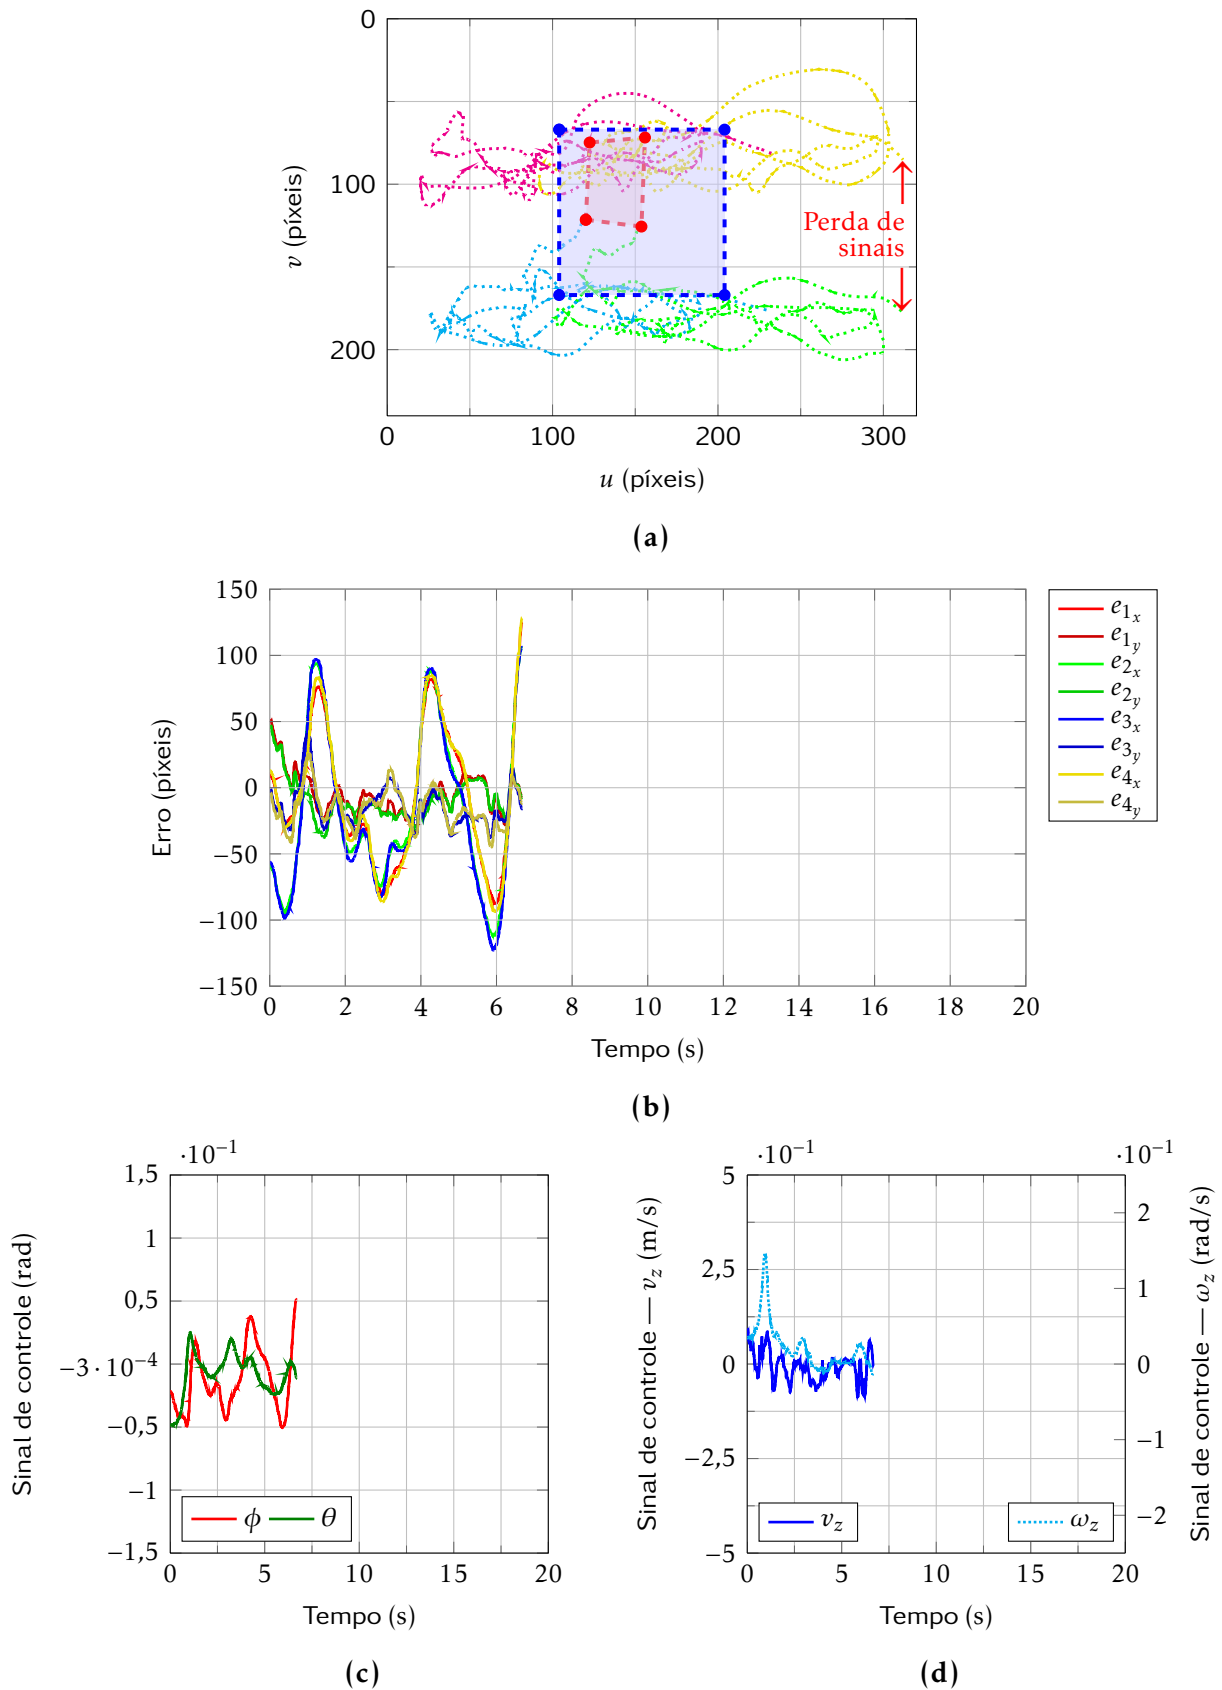 0
100
200
v (píxeis)
Perda de
sinais
0 100 200 300
u (píxeis)
(a)
150
100
50
0
−50
−100
−150
Erro (píxeis)
0 2 4 6 8 10 12 14 16 18 20
Tempo (s)
e1x
e1y
e2x
e2y
e3x
e3y
e4x
e4y
(b)
·10−1
1,5
1
0,5
−3 · 10−4
−0,5
−1
−1,5
Sinal de controle (rad)
ϕ θ
0 5 10 15 20
Tempo (s)
(c)
·10−1 ·10−1
5
2,5
0
−2,5
−5
Sinal de controle — vz (m/s)
2
1
0
−1
−2
Sinal de controle — ωz (rad/s)
vz ωz
0 5 10 15 20
Tempo (s)
(d)